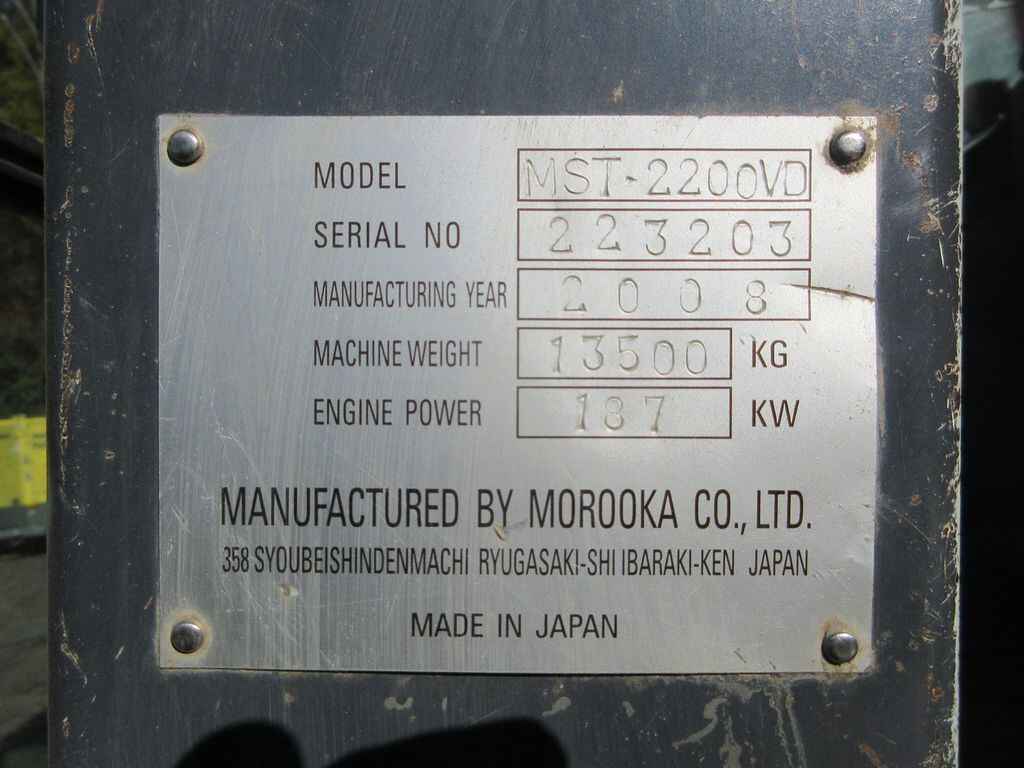 MODEL MST-2200VD
SERIAL NO 223203
MANUFACTURING YEAR 2008
MACHINE WEIGHT 13500 KG
ENGINE POWER 187 KW
MANUFACTURED BY MOROOKA CO., LTD.
358 SYOUBEISHINDENMACHI RYUGASAKI-SHI IBARAKI-KEN JAPAN
MADE IN JAPAN